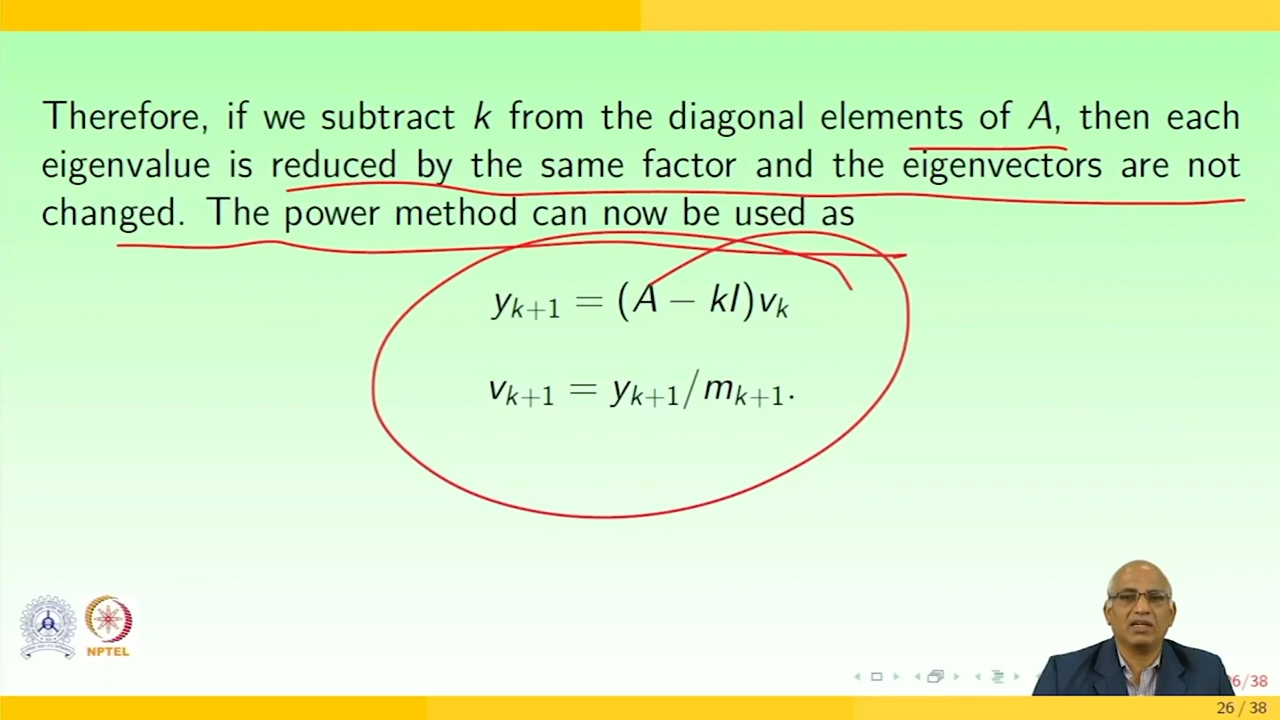 Therefore, if we subtract k from the diagonal elements of A, then each
eigenvalue is reduced by the same factor and the eigenvectors are not
changed. The power method can now be used as
y_{k+1} = (A − kI)v_k
v_{k+1} = y_{k+1}/m_{k+1}.
NPTEL
26/38
26 / 38